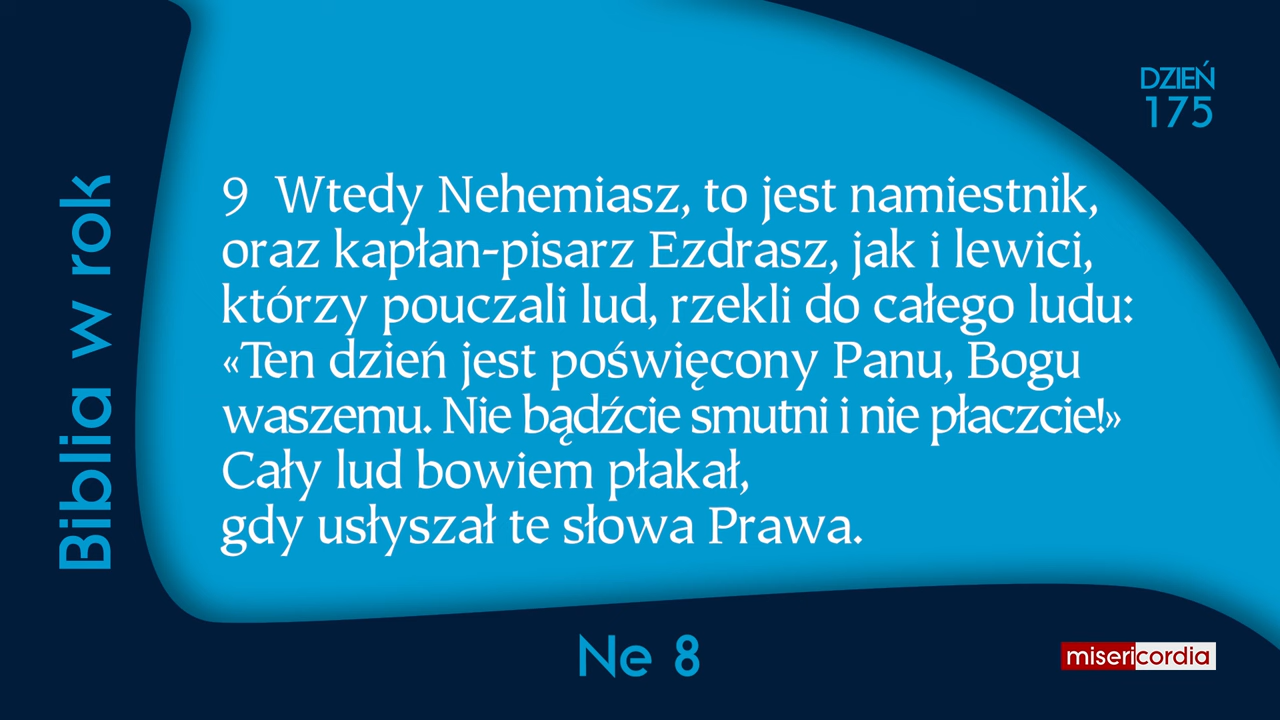 DZIEŃ
175
Biblia w rok
9 Wtedy Nehemiasz, to jest namiestnik,
oraz kapłan-pisarz Ezdrasz, jak i lewici,
którzy pouczali lud, rzekli do całego ludu:
«Ten dzień jest poświęcony Panu, Bogu
waszemu. Nie bądźcie smutni i nie płaczcie!»
Cały lud bowiem płakał,
gdy usłyszał te słowa Prawa.
Ne 8
misericordia